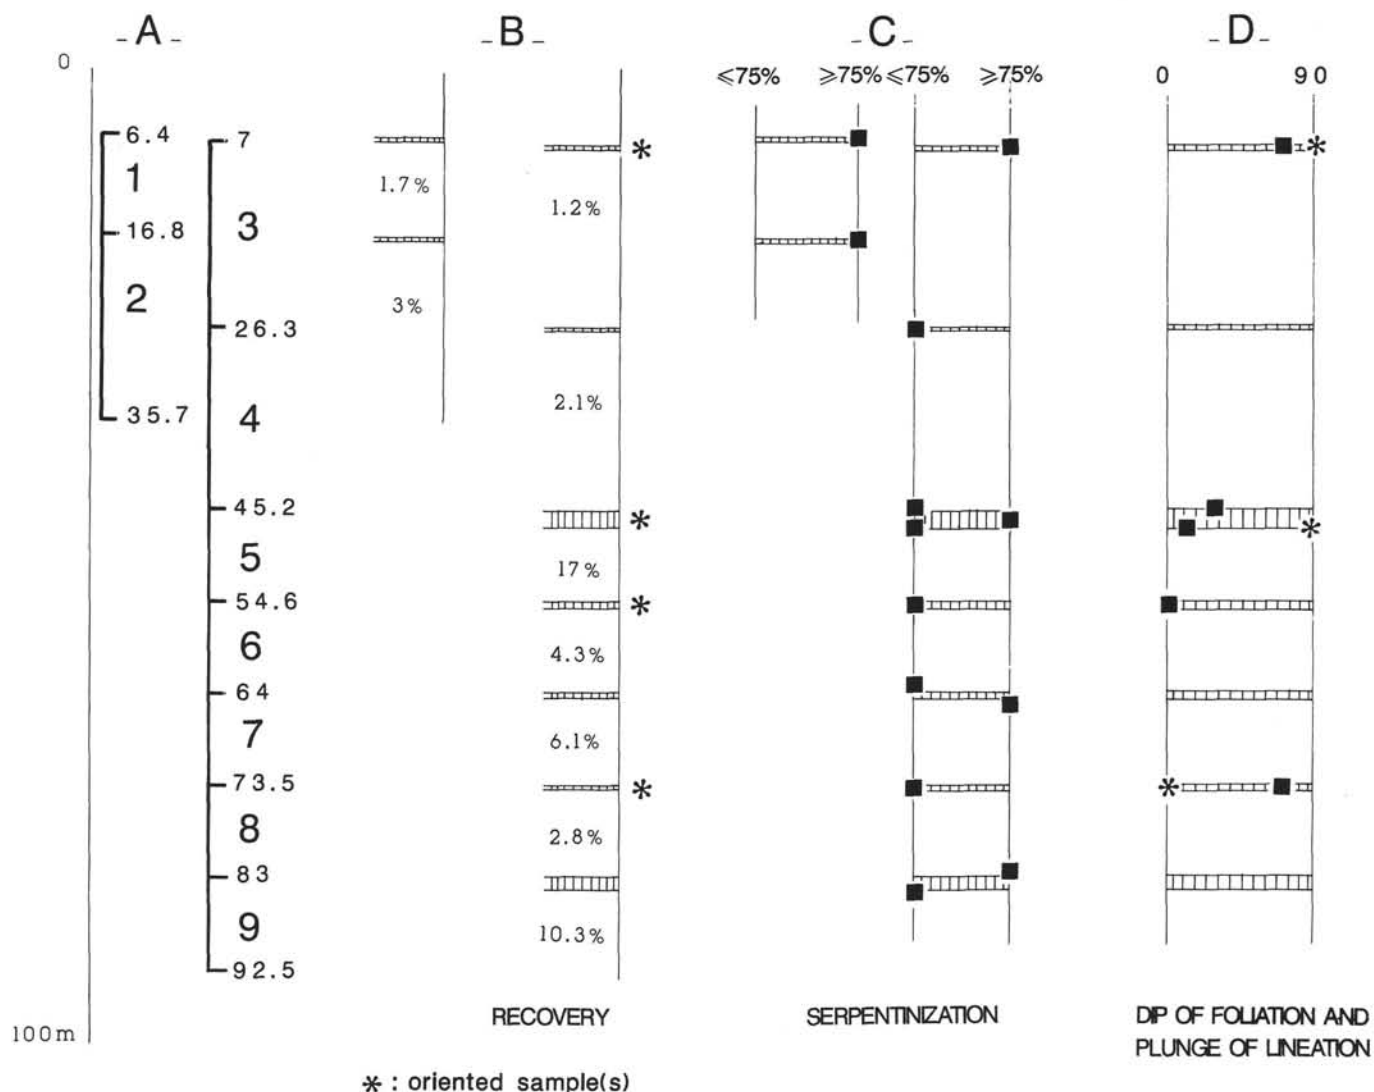 - A - - B - - C - - D -
0 ⩽75% ⩾75% ⩽75% ⩾75% 0 90
6.4 7 *
1 1.7% 1.2%
16.8 3
2 3%
26.3
35.7 4 2.1%
45.2 *
5 17%
54.6 *
6 4.3%
64
7 6.1%
73.5 * *
8 2.8%
83
9 10.3%
92.5
100m RECOVERY SERPENTINIZATION DIP OF FOLIATION AND
PLUNGE OF LINEATION
* : oriented sample(s)